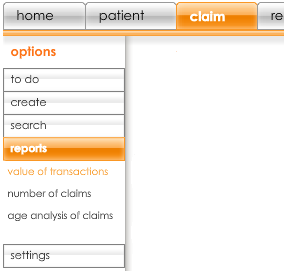 home patient claim re
options
to do
create
search
reports
value of transactions
number of claims
age analysis of claims
settings